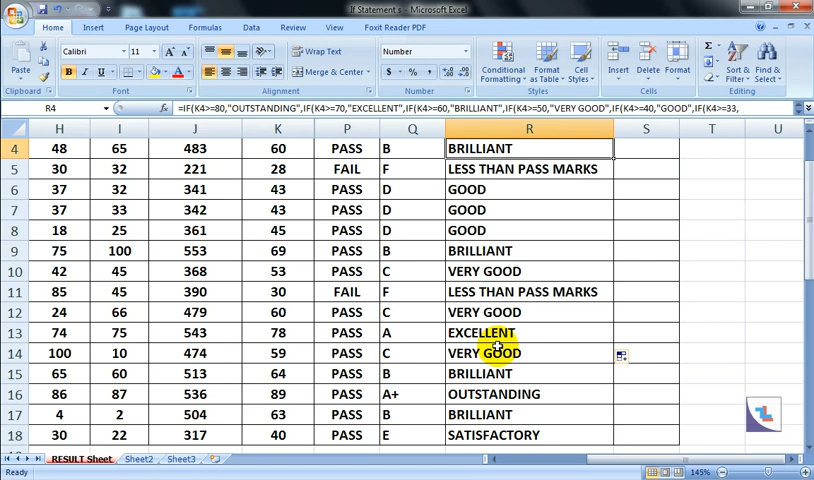 If Statement s - Microsoft Excel
Home Insert Page Layout Formulas Data Review View Foxit Reader PDF
Paste Calibri 11 Wrap Text Number Conditional Formatting Format as Table Cell Styles Insert Delete Format Sort & Filter Find & Select
B I U Merge & Center $ % ,
Clipboard Font Alignment Number Styles Cells Editing
R4 fx =IF(K4>=80,"OUTSTANDING",IF(K4>=70,"EXCELLENT",IF(K4>=60,"BRILLIANT",IF(K4>=50,"VERY GOOD",IF(K4>=40,"GOOD",IF(K4>=33,
H I J K P Q R S T U
4 48 65 483 60 PASS B BRILLIANT
5 30 32 221 28 FAIL F LESS THAN PASS MARKS
6 37 32 341 43 PASS D GOOD
7 37 33 342 43 PASS D GOOD
8 18 25 361 45 PASS D GOOD
9 75 100 553 69 PASS B BRILLIANT
10 42 45 368 53 PASS C VERY GOOD
11 85 45 390 30 FAIL F LESS THAN PASS MARKS
12 24 66 479 60 PASS C VERY GOOD
13 74 75 543 78 PASS A EXCELLENT
14 100 10 474 59 PASS C VERY GOOD
15 65 60 513 64 PASS B BRILLIANT
16 86 87 536 89 PASS A+ OUTSTANDING
17 4 2 504 63 PASS B BRILLIANT
18 30 22 317 40 PASS E SATISFACTORY
RESULT Sheet Sheet2 Sheet3
Ready 145%